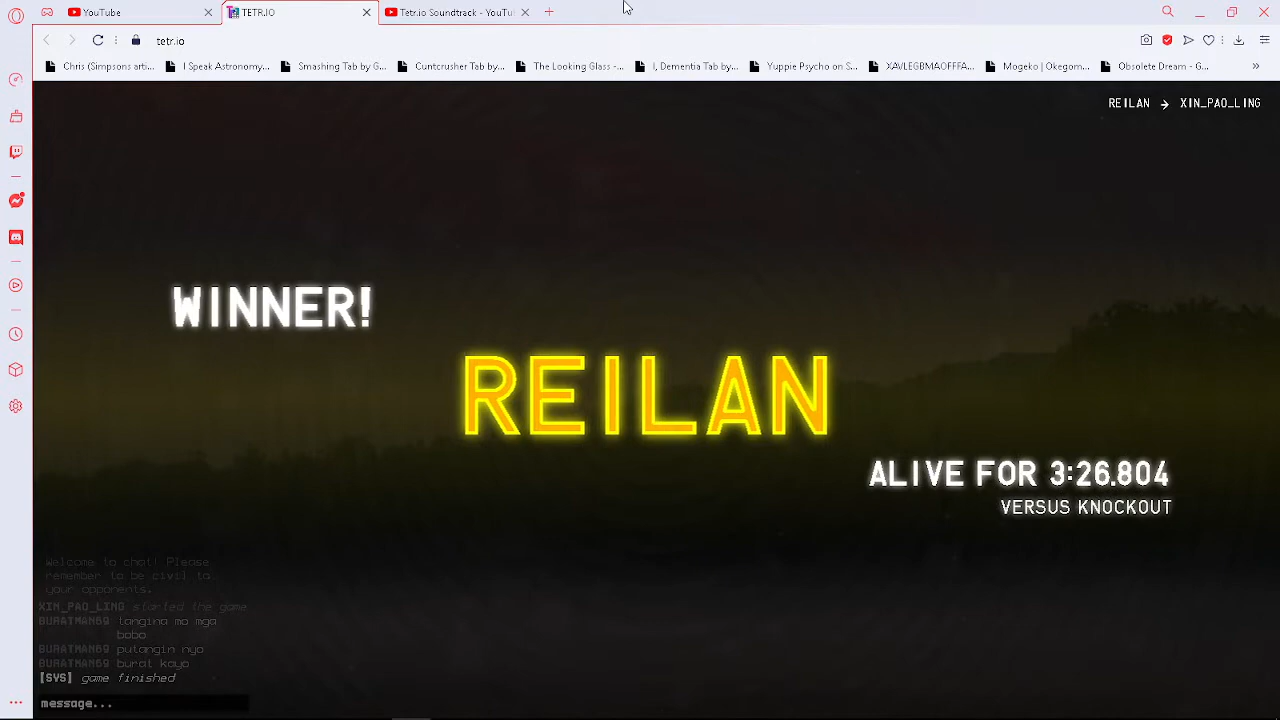 YouTube
TETR.IO
Tetr.io Soundtrack - YouTu
tetr.io
Chris (Simpsons arti...
I Speak Astronomy...
Smashing Tab by G...
Cuntcrusher Tab by...
The Looking Glass -...
I, Dementia Tab by...
Yuppie Psycho on S...
XAVLEGBMAOFFFA...
Mogeko | Okegom...
Obsolete Dream - G...
REILAN → XIN_PAO_LING
WINNER!
REILAN
ALIVE FOR 3:26.804
VERSUS KNOCKOUT
Welcome to chat! Please
remember to be civil to
your opponents.
XIN_PAO_LING started the game
BURATMAN69 tangina mo mga
bobo
BURATMAN69 putangin nyo
BURATMAN69 burat kayo
[SYS] game finished
message...